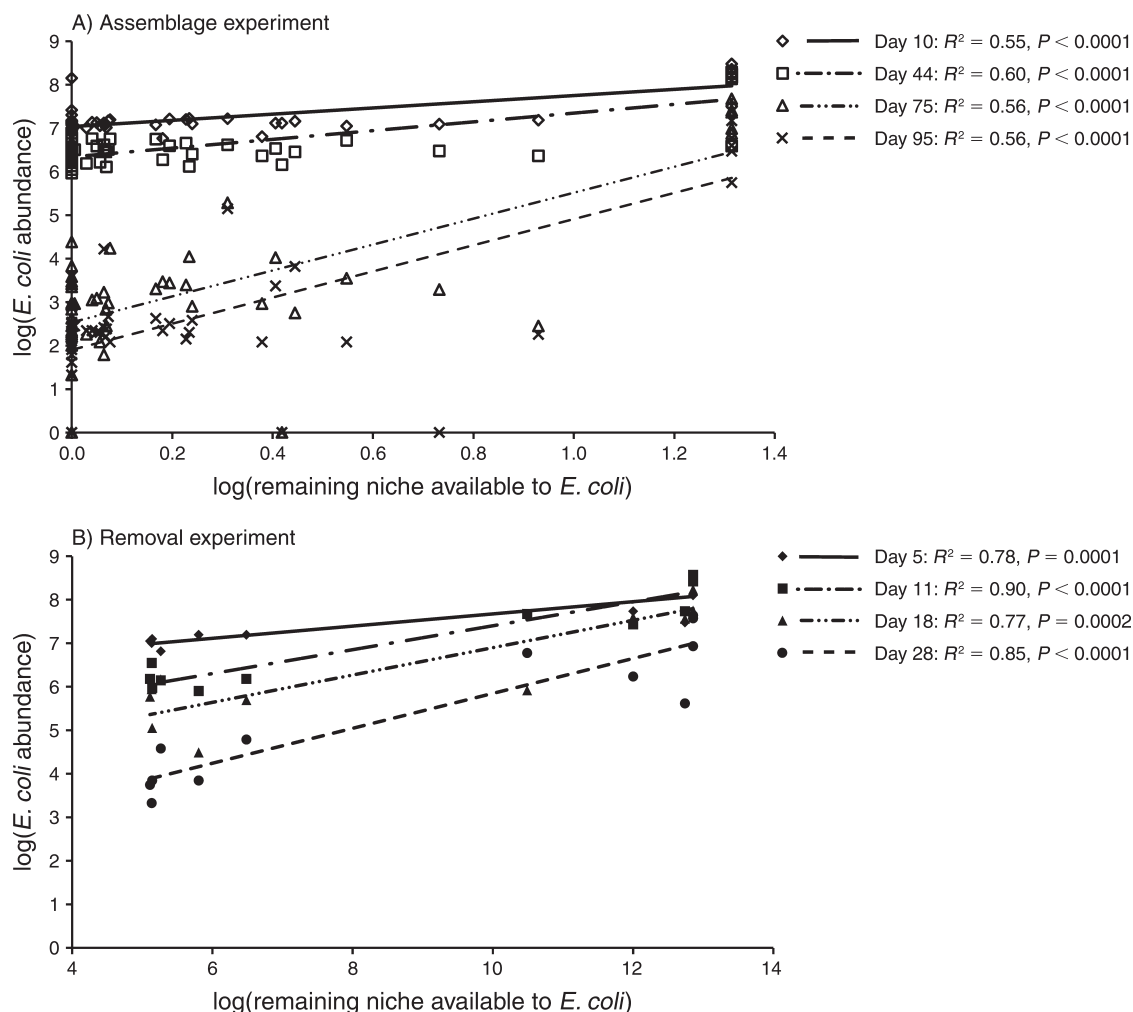 A) Assemblage experiment
9
8
7
6
5
4
3
2
1
0
log(E. coli abundance)
0.0 0.2 0.4 0.6 0.8 1.0 1.2 1.4
log(remaining niche available to E. coli)
Day 10: R² = 0.55, P < 0.0001
Day 44: R² = 0.60, P < 0.0001
Day 75: R² = 0.56, P < 0.0001
Day 95: R² = 0.56, P < 0.0001
B) Removal experiment
9
8
7
6
5
4
3
2
1
0
log(E. coli abundance)
4 6 8 10 12 14
log(remaining niche available to E. coli)
Day 5: R² = 0.78, P = 0.0001
Day 11: R² = 0.90, P < 0.0001
Day 18: R² = 0.77, P = 0.0002
Day 28: R² = 0.85, P < 0.0001